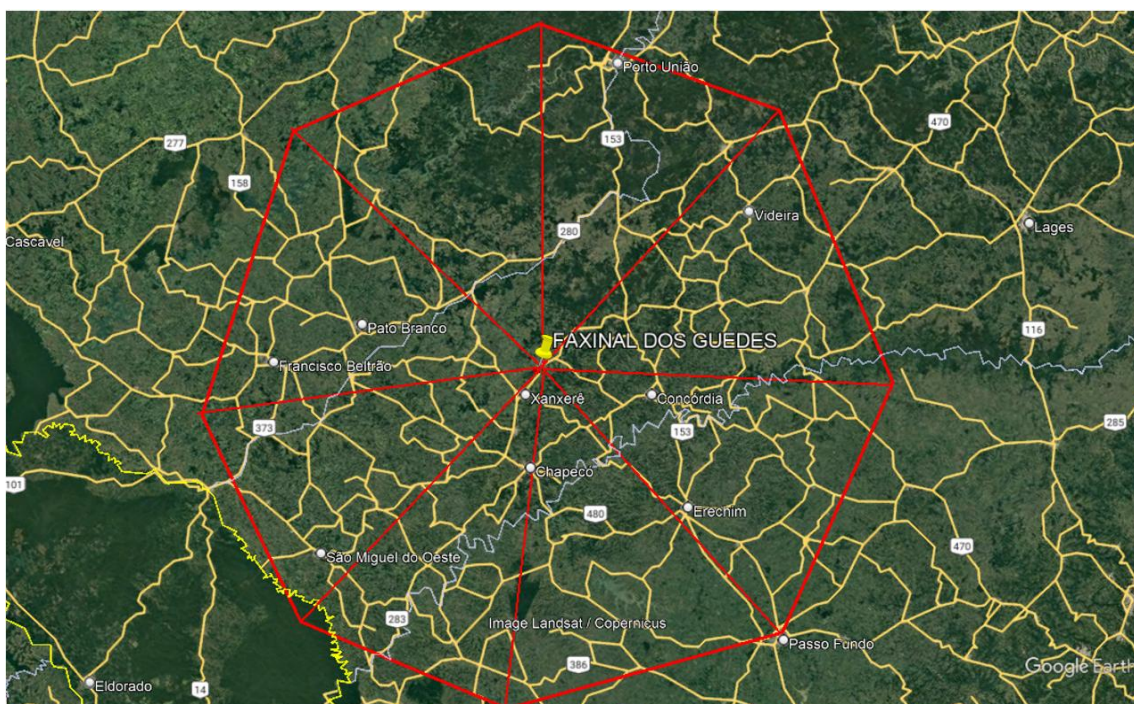 Porto União
277
153
470
158
Videira
280
Lages
Cascavel
Pato Branco
116
FAXINAL DOS GUEDES
Francisco Beltrão
Xanxerê
Concórdia
373
153
285
Chapecó
101
480
Erechim
470
São Miguel do Oeste
283
Image Landsat / Copernicus
Passo Fundo
386
Google Earth
Eldorado
14